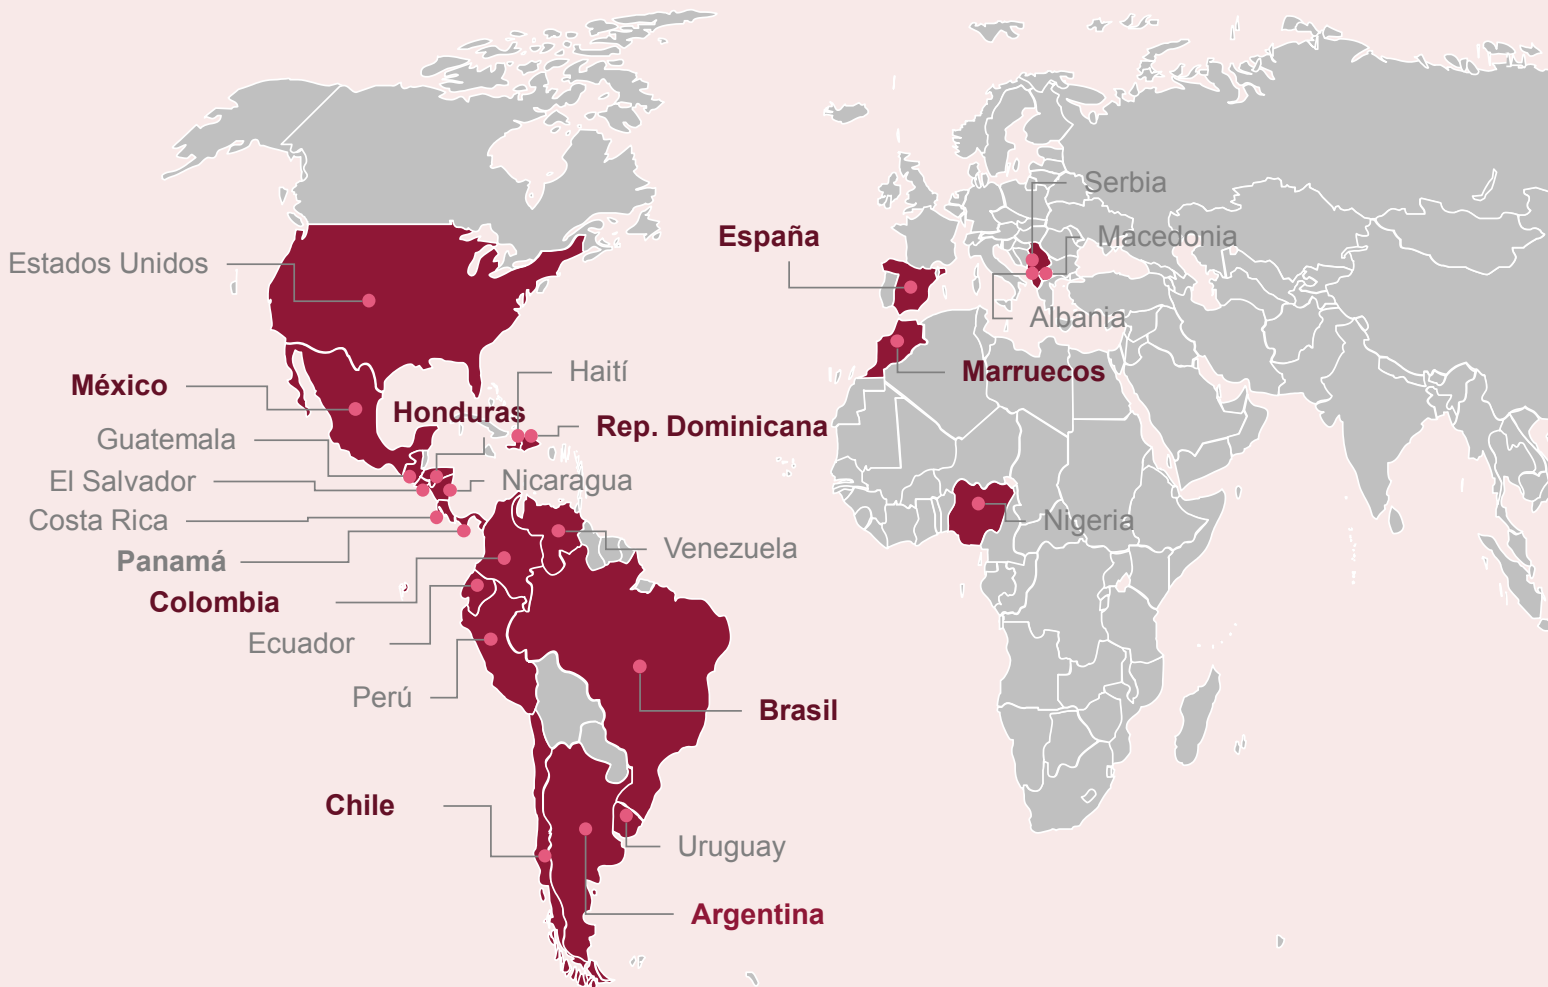 Serbia
España
Macedonia
Estados Unidos
Albania
Haití
Marruecos
México
Honduras
Rep. Dominicana
Guatemala
El Salvador
Nicaragua
Costa Rica
Nigeria
Panamá
Venezuela
Colombia
Ecuador
Perú
Brasil
Chile
Uruguay
Argentina